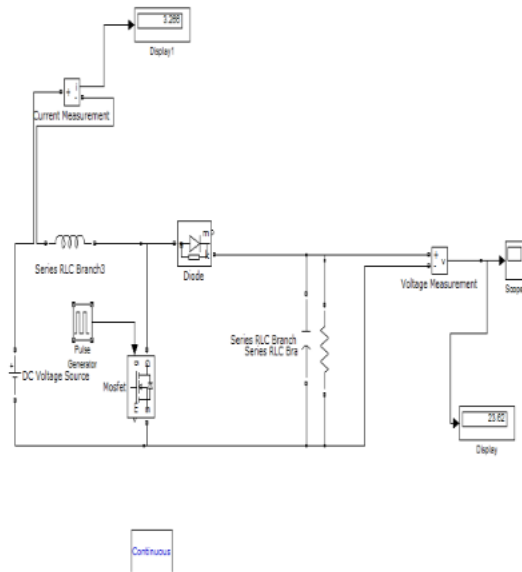 3.266
Display1
Current Measurement
Series RLC Branch3
Diode
Voltage Measurement
Scope
Pulse
Generator
DC Voltage Source
Mosfet
Series RLC Branch
Series RLC Bra
23.62
Display
Continuous